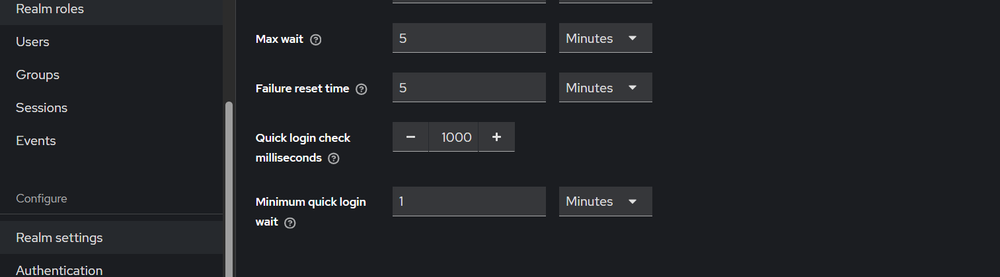 Realm roles
Users
Groups
Sessions
Events
Configure
Realm settings
Authentication
Max wait
5
Minutes
Failure reset time
5
Minutes
Quick login check
milliseconds
1000
Minimum quick login
wait
1
Minutes